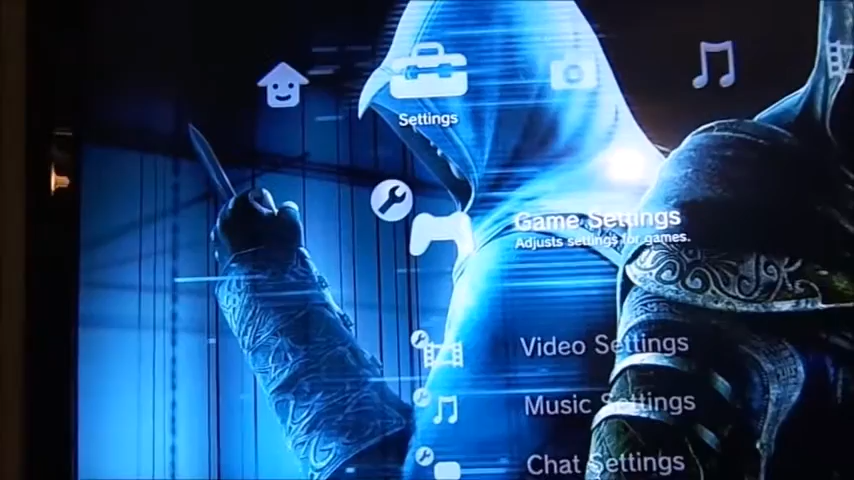 Settings
Game Settings
Adjusts settings for games.
Video Settings
Music Settings
Chat Settings